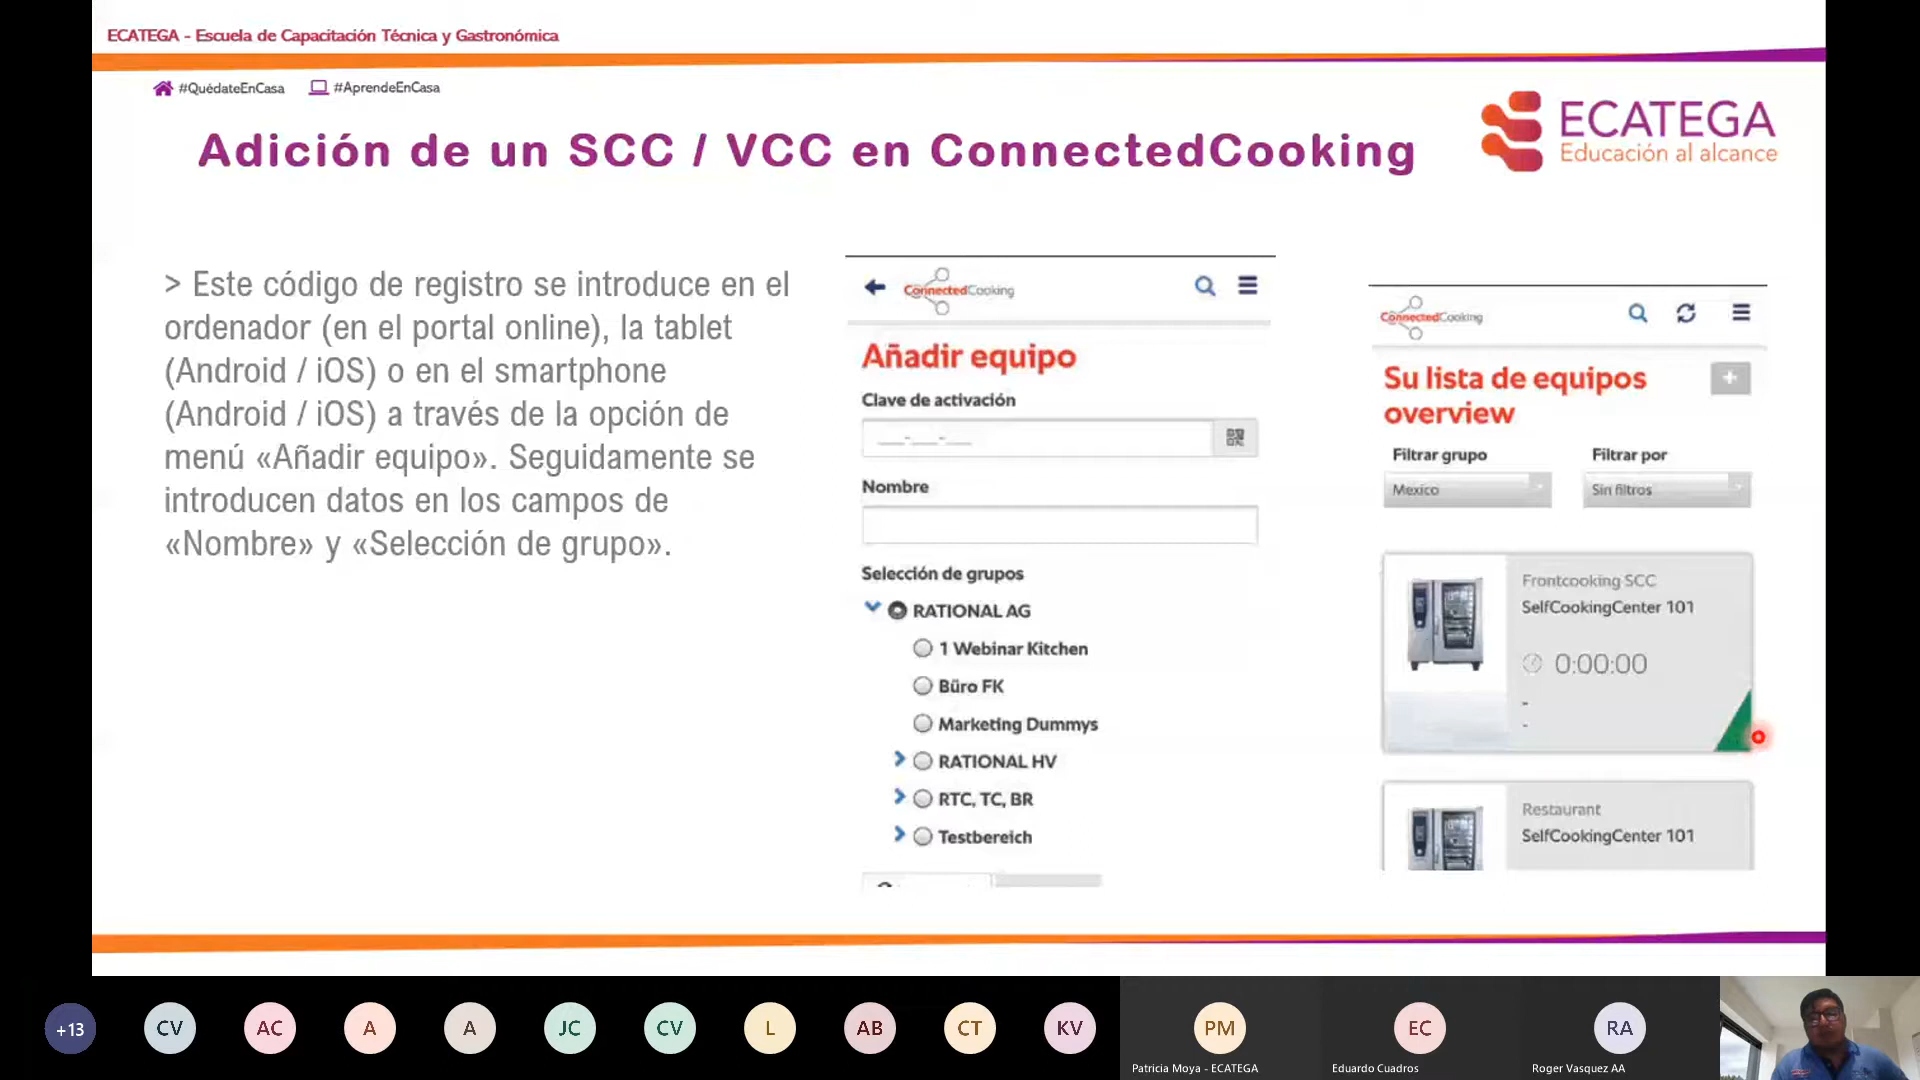 ECATEGA - Escuela de Capacitación Técnica y Gastronómica
#QuédateEnCasa #AprendeEnCasa
Adición de un SCC / VCC en ConnectedCooking
ECATEGA
Educación al alcance
> Este código de registro se introduce en el
ordenador (en el portal online), la tablet
(Android / iOS) o en el smartphone
(Android / iOS) a través de la opción de
menú «Añadir equipo». Seguidamente se
introducen datos en los campos de
«Nombre» y «Selección de grupo».
ConnectedCooking
Añadir equipo
Clave de activación
___-___-___
Nombre
Selección de grupos
RATIONAL AG
1 Webinar Kitchen
Büro FK
Marketing Dummys
RATIONAL HV
RTC, TC, BR
Testbereich
ConnectedCooking
Su lista de equipos
overview
Filtrar grupo Filtrar por
Mexico Sin filtros
Frontcooking SCC
SelfCookingCenter 101
0:00:00
-
-
Restaurant
SelfCookingCenter 101
+13 CV AC A A JC CV L AB CT KV PM EC RA
Patricia Moya - ECATEGA Eduardo Cuadros Roger Vasquez AA